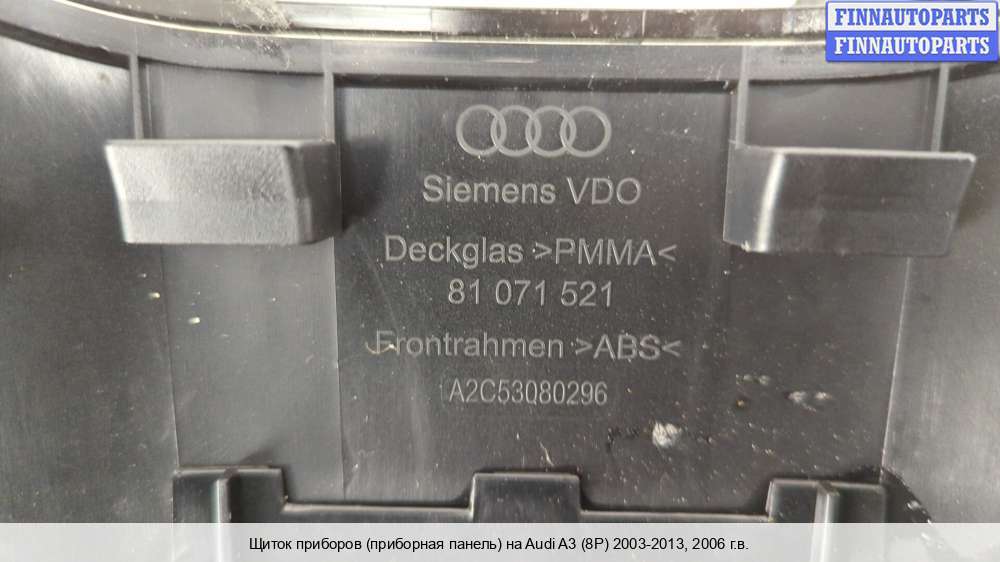 FINNAUTOPARTS
FINNAUTOPARTS
Siemens VDO
Deckglas >PMMA<
81 071 521
Frontrahmen >ABS<
A2C53080296
Щиток приборов (приборная панель) на Audi A3 (8P) 2003-2013, 2006 г.в.